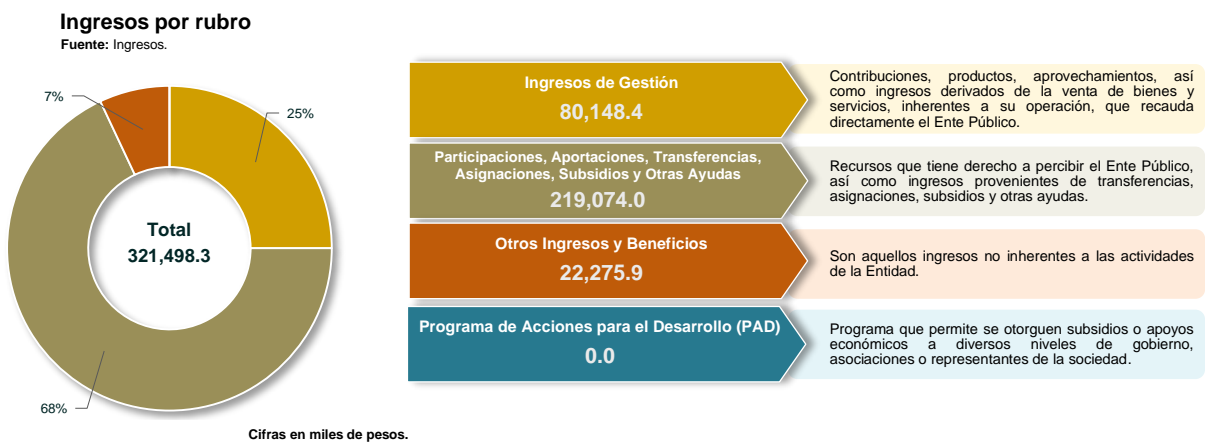 Ingresos por rubro
Fuente: Ingresos.
7%
25%
68%
Total
321,498.3
Ingresos de Gestión
80,148.4
Contribuciones, productos, aprovechamientos, así
como ingresos derivados de la venta de bienes y
servicios, inherentes a su operación, que recauda
directamente el Ente Público.
Participaciones, Aportaciones, Transferencias,
Asignaciones, Subsidios y Otras Ayudas
219,074.0
Recursos que tiene derecho a percibir el Ente Público,
así como ingresos provenientes de transferencias,
asignaciones, subsidios y otras ayudas.
Otros Ingresos y Beneficios
22,275.9
Son aquellos ingresos no inherentes a las actividades
de la Entidad.
Programa de Acciones para el Desarrollo (PAD)
0.0
Programa que permite se otorguen subsidios o apoyos
económicos a diversos niveles de gobierno,
asociaciones o representantes de la sociedad.
Cifras en miles de pesos.